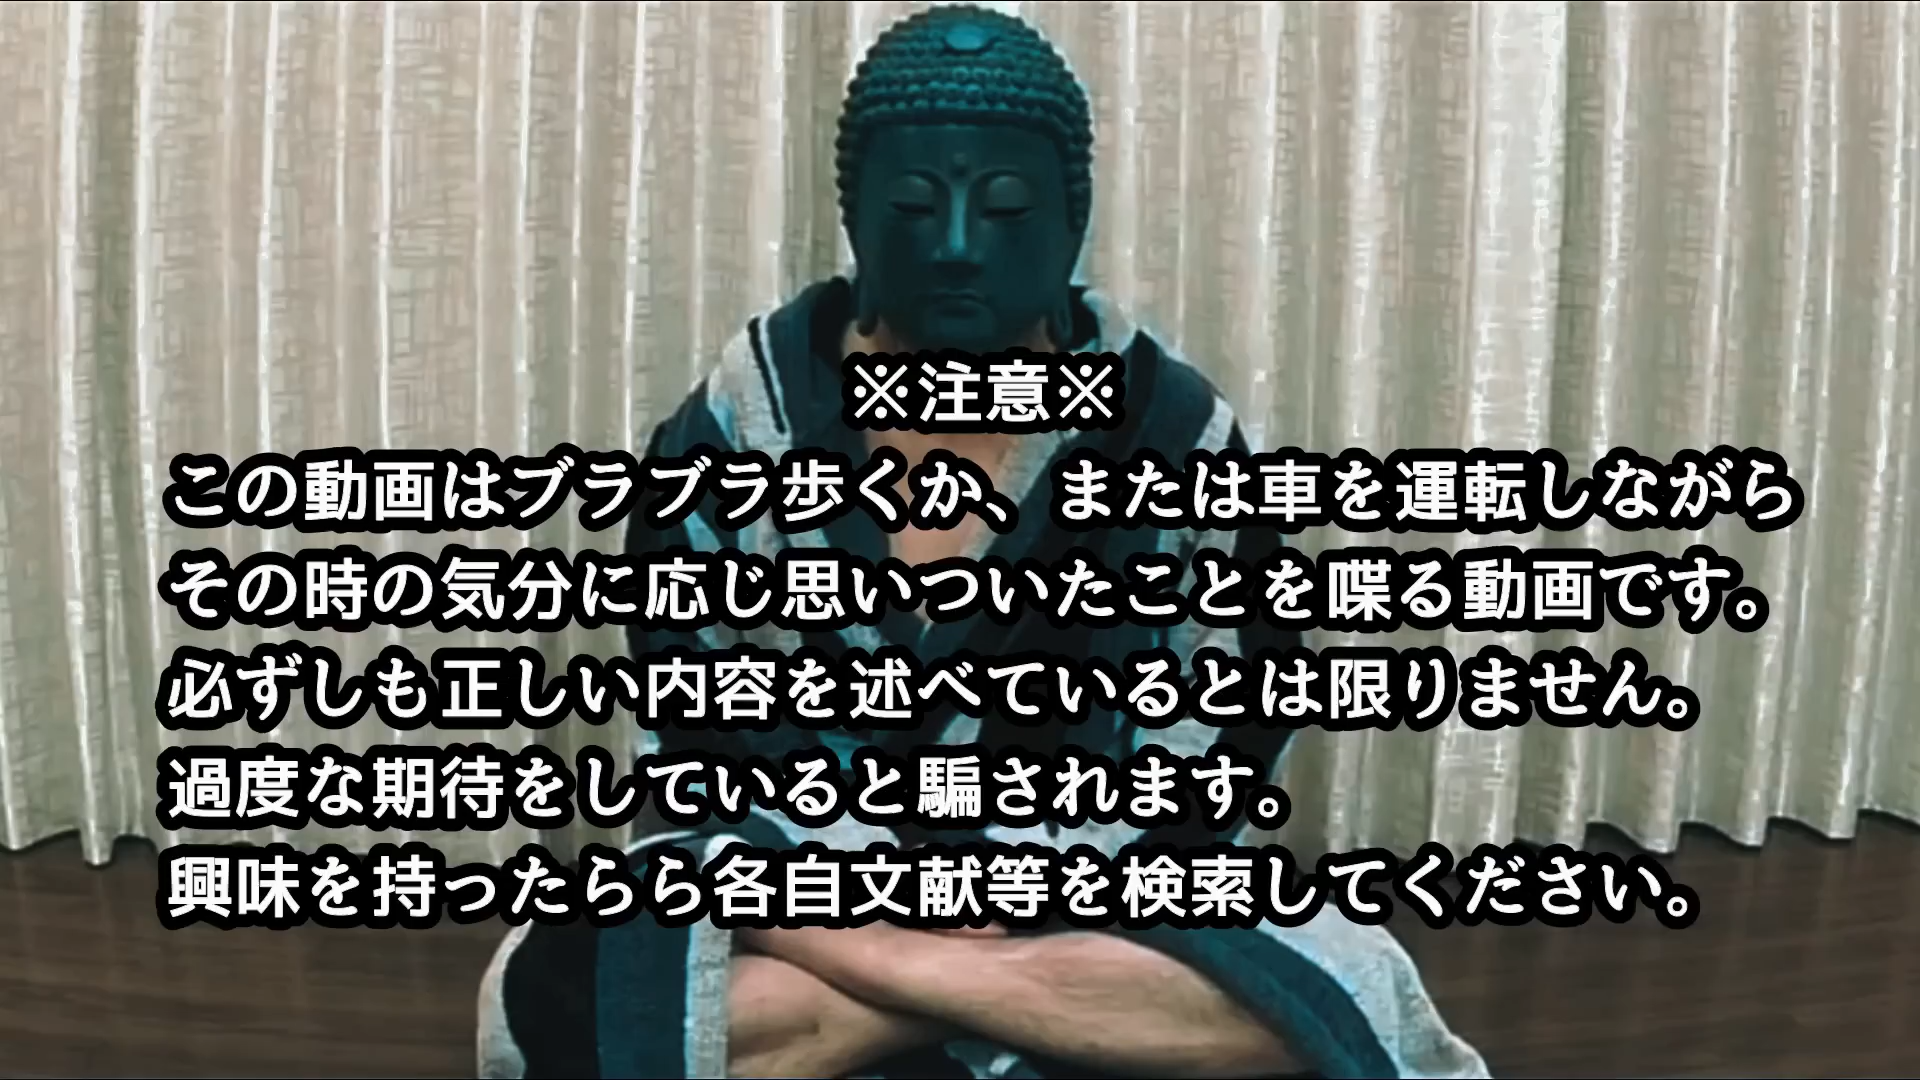 ※注意※
この動画はブラブラ歩くか、または車を運転しながら
その時の気分に応じ思いついたことを喋る動画です。
必ずしも正しい内容を述べているとは限りません。
過度な期待をしていると騙されます。
興味を持ったらら各自文献等を検索してください。